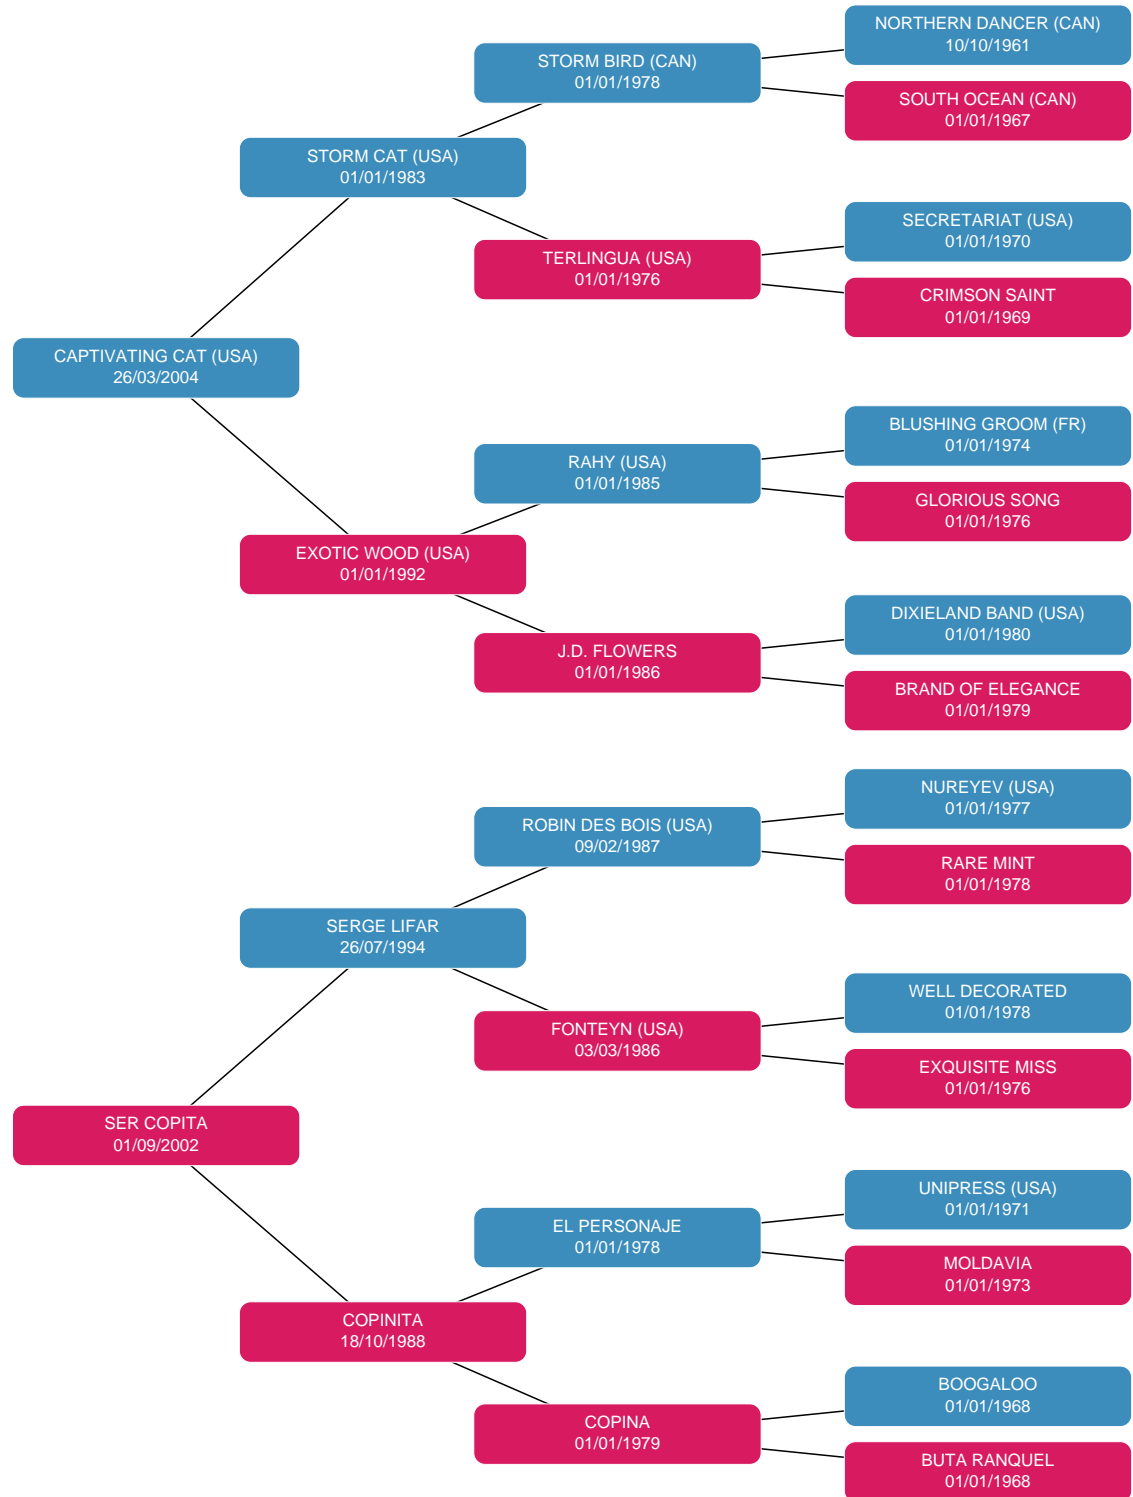 NORTHERN DANCER (CAN)
10/10/1961
STORM BIRD (CAN)
01/01/1978
SOUTH OCEAN (CAN)
01/01/1967
STORM CAT (USA)
01/01/1983
SECRETARIAT (USA)
01/01/1970
TERLINGUA (USA)
01/01/1976
CRIMSON SAINT
01/01/1969
CAPTIVATING CAT (USA)
26/03/2004
BLUSHING GROOM (FR)
01/01/1974
RAHY (USA)
01/01/1985
GLORIOUS SONG
01/01/1976
EXOTIC WOOD (USA)
01/01/1992
DIXIELAND BAND (USA)
01/01/1980
J.D. FLOWERS
01/01/1986
BRAND OF ELEGANCE
01/01/1979
NUREYEV (USA)
01/01/1977
ROBIN DES BOIS (USA)
09/02/1987
RARE MINT
01/01/1978
SERGE LIFAR
26/07/1994
WELL DECORATED
01/01/1978
FONTEYN (USA)
03/03/1986
EXQUISITE MISS
01/01/1976
SER COPITA
01/09/2002
UNIPRESS (USA)
01/01/1971
EL PERSONAJE
01/01/1978
MOLDAVIA
01/01/1973
COPINITA
18/10/1988
BOOGALOO
01/01/1968
COPINA
01/01/1979
BUTA RANQUEL
01/01/1968